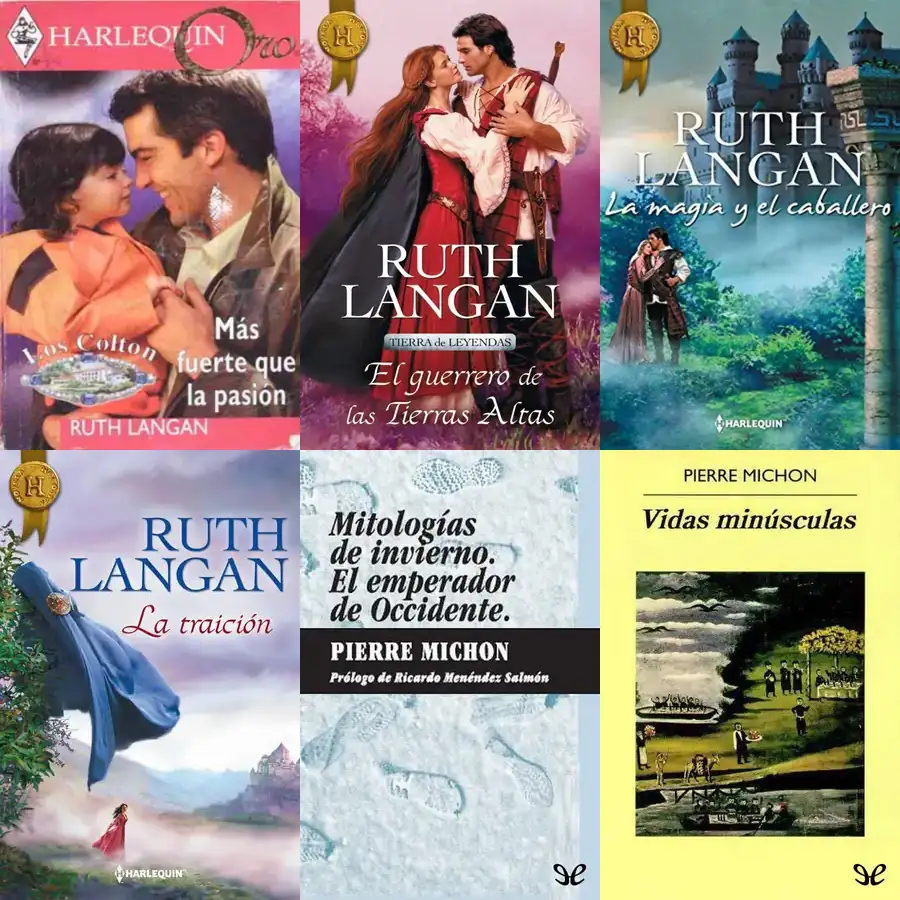 HARLEQUIN Oro
Los Colton
Más
fuerte que
la pasión
RUTH LANGAN
H
RUTH
LANGAN
TIERRA de LEYENDAS
El guerrero de
las Tierras Altas
H
RUTH
LANGAN
La magia y el caballero
HARLEQUIN
H
RUTH
LANGAN
La traición
HARLEQUIN
Mitologías
de invierno.
El emperador
de Occidente.
PIERRE MICHON
Prólogo de Ricardo Menéndez Salmón
PIERRE MICHON
Vidas minúsculas